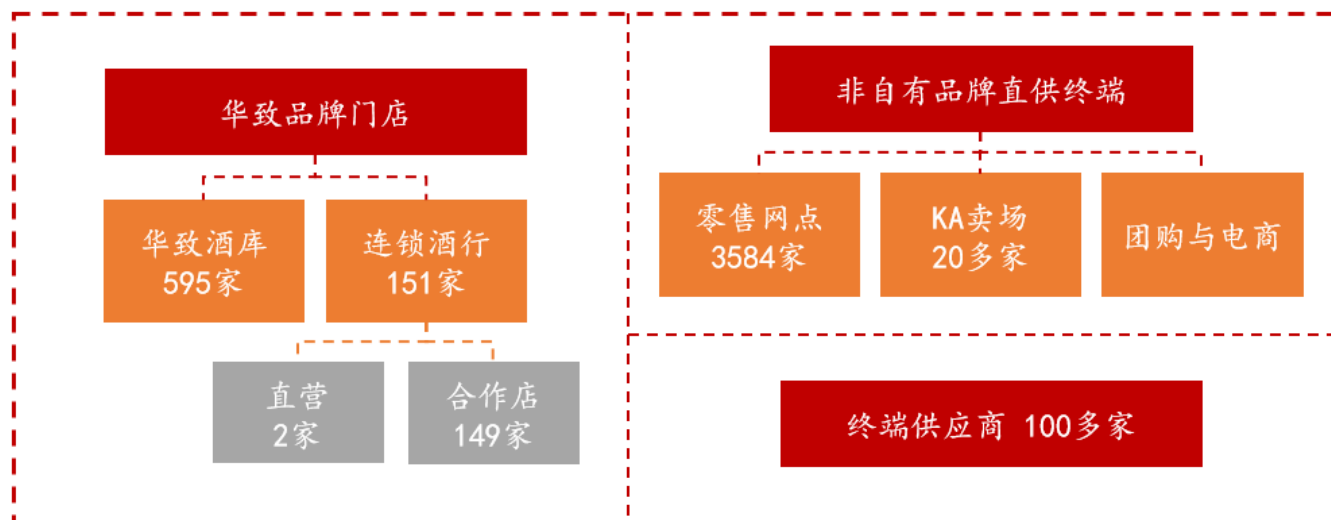 华致品牌门店
华致酒库
595家
连锁酒行
151家
直营
2家
合作店
149家
非自有品牌直供终端
零售网点
3584家
KA卖场
20多家
团购与电商
终端供应商 100多家